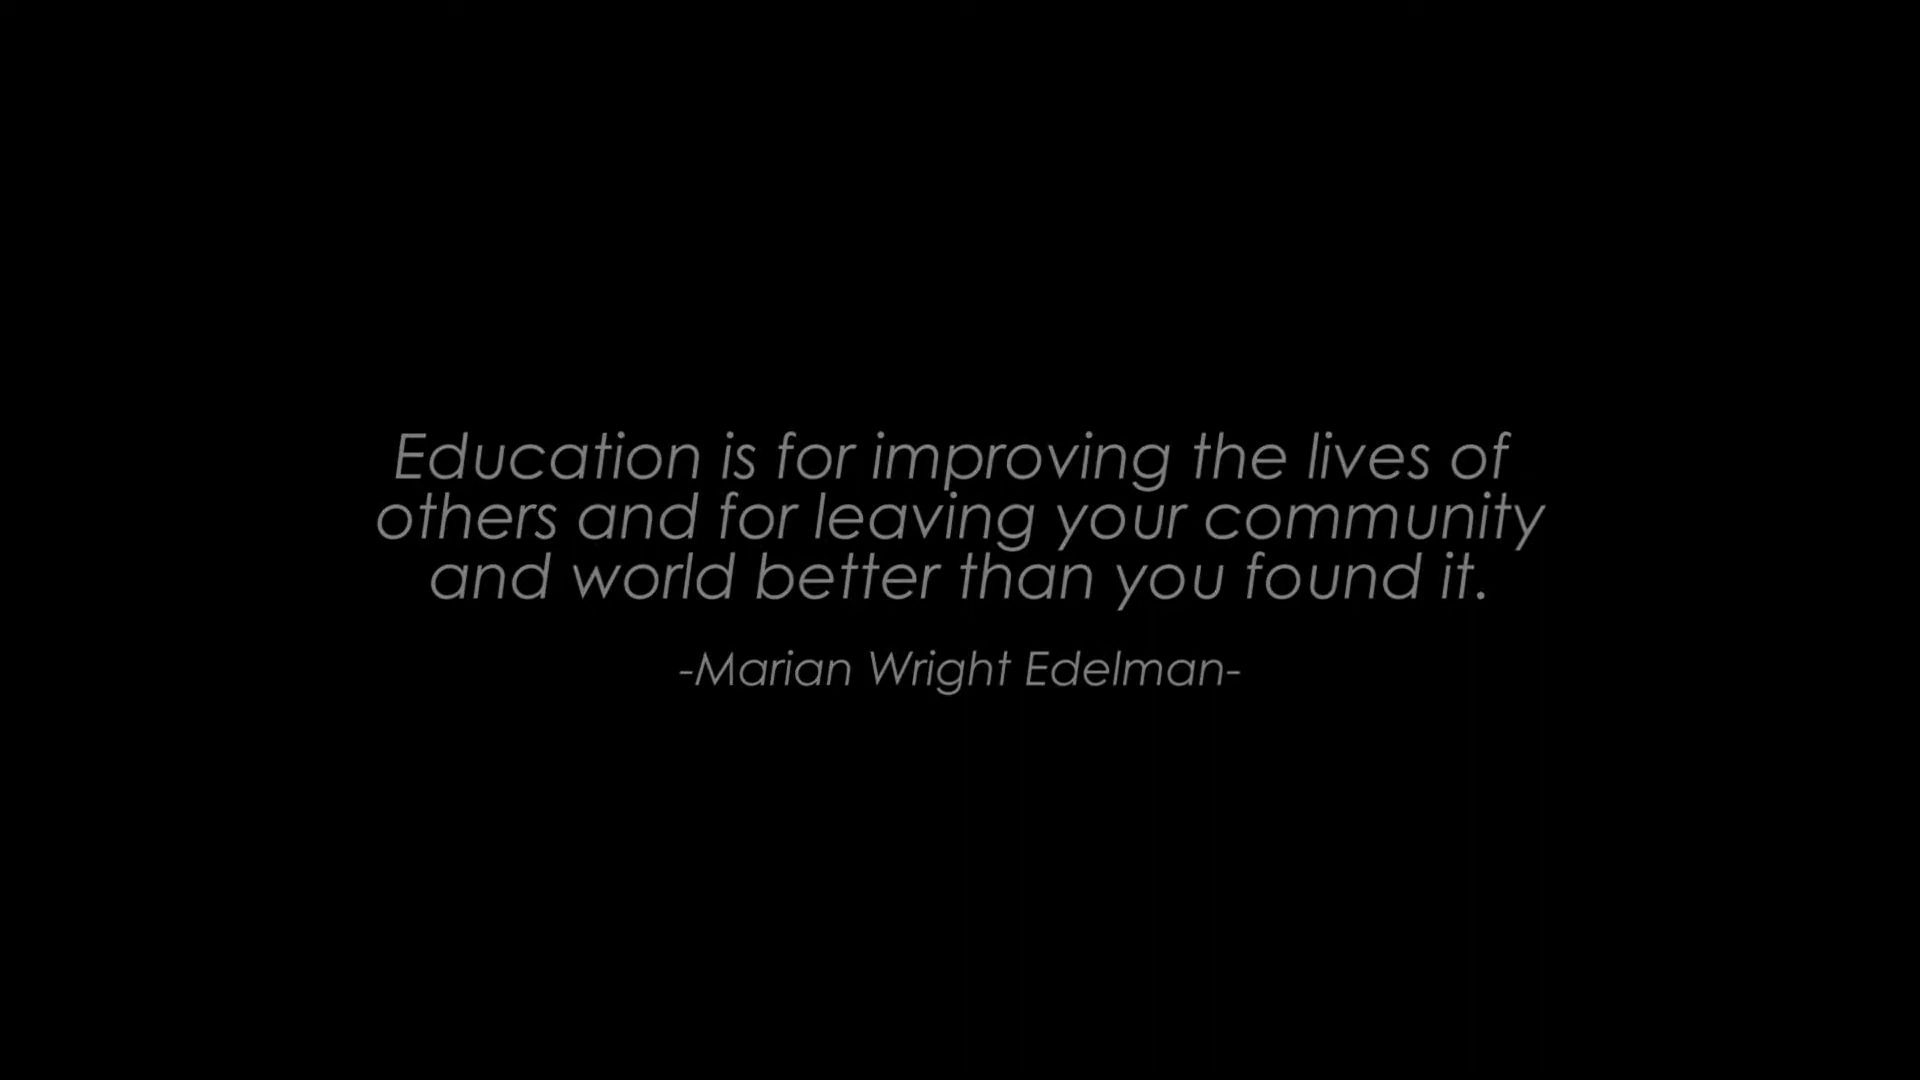 Education is for improving the lives of
others and for leaving your community
and world better than you found it.
-Marian Wright Edelman-